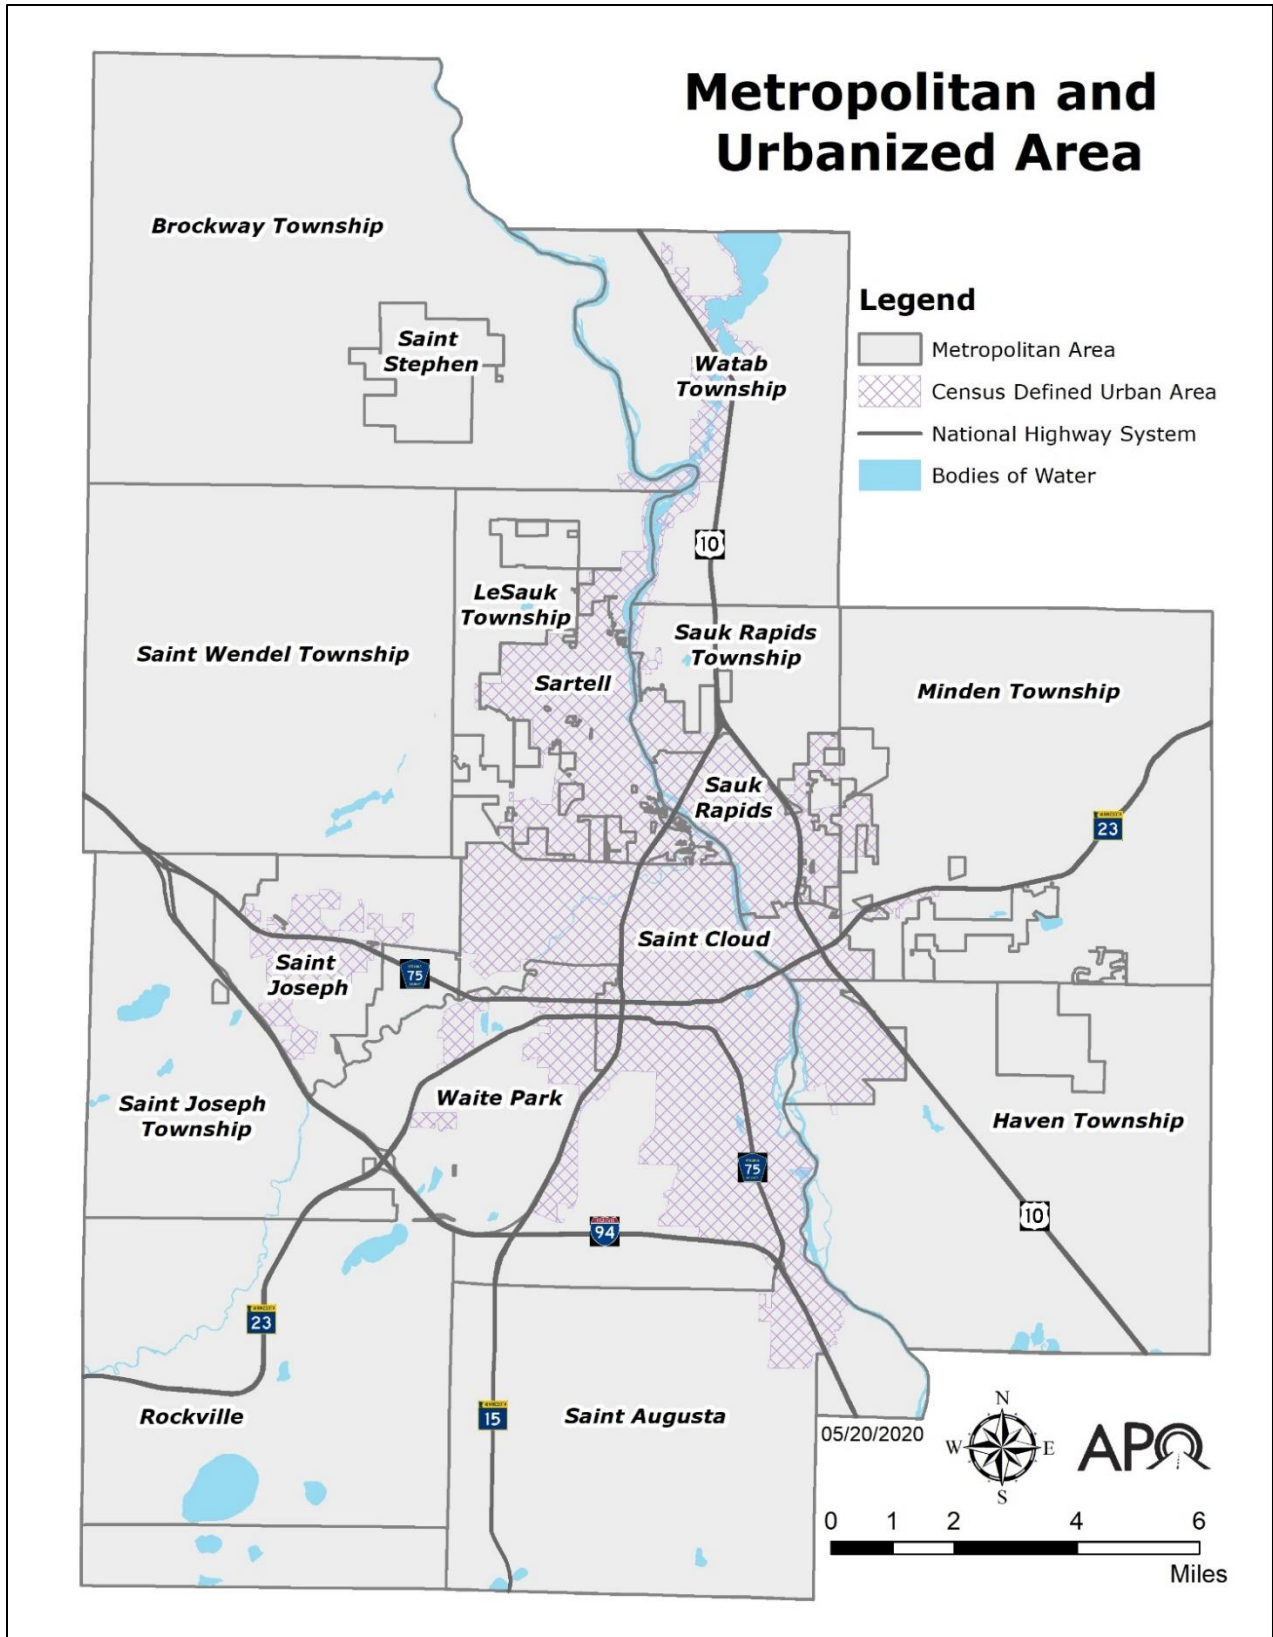 Metropolitan and
Urbanized Area
Brockway Township
Saint
Stephen
Watab
Township
Legend
Metropolitan Area
Census Defined Urban Area
National Highway System
Bodies of Water
10
LeSauk
Township
Sauk Rapids
Township
Saint Wendel Township
Sartell
Minden Township
Sauk
Rapids
23
Saint Cloud
Saint
Joseph
75
Waite Park
Saint Joseph
Township
Haven Township
75
10
94
23
15
Rockville
Saint Augusta
05/20/2020
N
W
E
S
APO
0 1 2 4 6
Miles